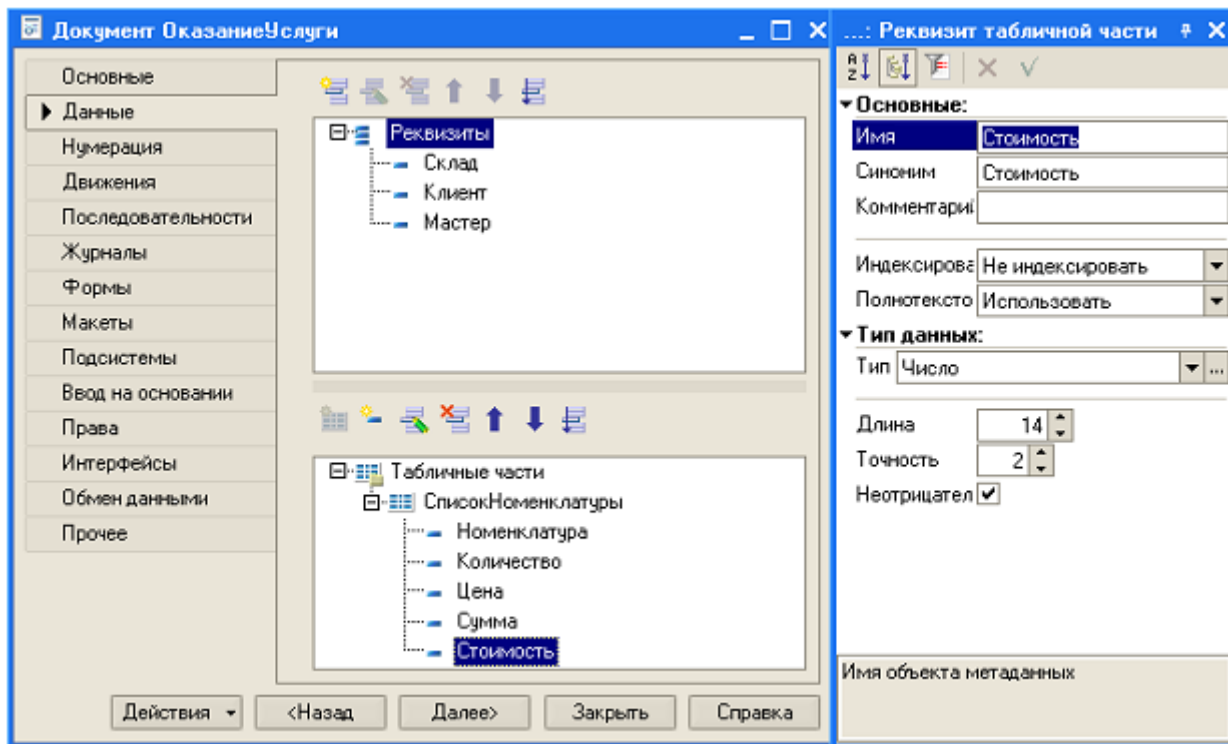 Документ ОказаниеУслуги
Основные
Данные
Нумерация
Движения
Последовательности
Журналы
Формы
Макеты
Подсистемы
Ввод на основании
Права
Интерфейсы
Обмен данными
Прочее
Реквизиты
Склад
Клиент
Мастер
Табличные части
СписокНоменклатуры
Номенклатура
Количество
Цена
Сумма
Стоимость
Действия
<Назад
Далее>
Закрыть
Справка
...: Реквизит табличной части
Основные:
Имя Стоимость
Синоним Стоимость
Комментарий
Индексирова Не индексировать
Полнотексто Использовать
Тип данных:
Тип Число ...
Длина 14
Точность 2
Неотрицател
Имя объекта метаданных